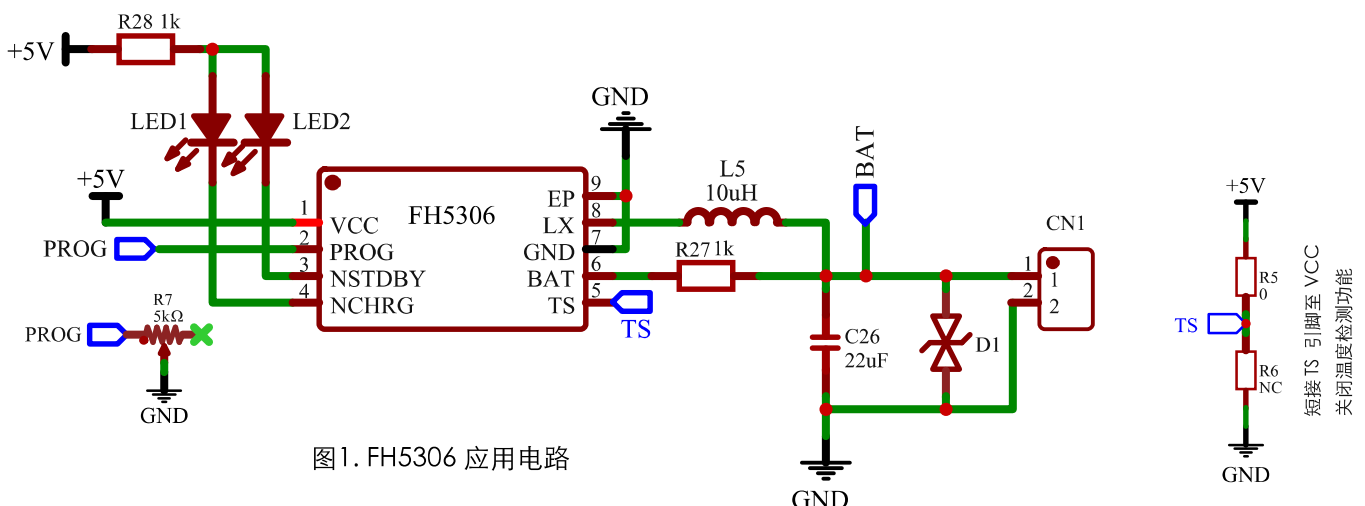 R28 1k
+5V
LED1
LED2
+5V
PROG
R7
5kΩ
PROG
GND
FH5306
1
VCC
2
PROG
3
NSTDBY
4
NCHRG
EP
9
LX
8
GND
7
BAT
6
TS
5
GND
L5
10uH
R27 1k
TS
BAT
C26
22uF
D1
GND
CN1
1
1
2
2
+5V
R5
0
TS
R6
NC
GND
短接 TS 引脚至 VCC
关闭温度检测功能
图1. FH5306 应用电路